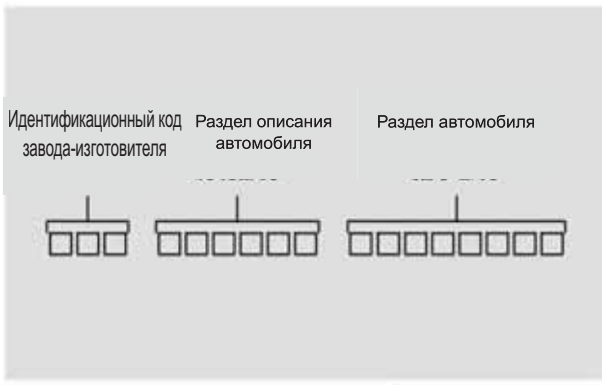 Идентификационный код
завода-изготовителя
Раздел описания
автомобиля
Раздел автомобиля